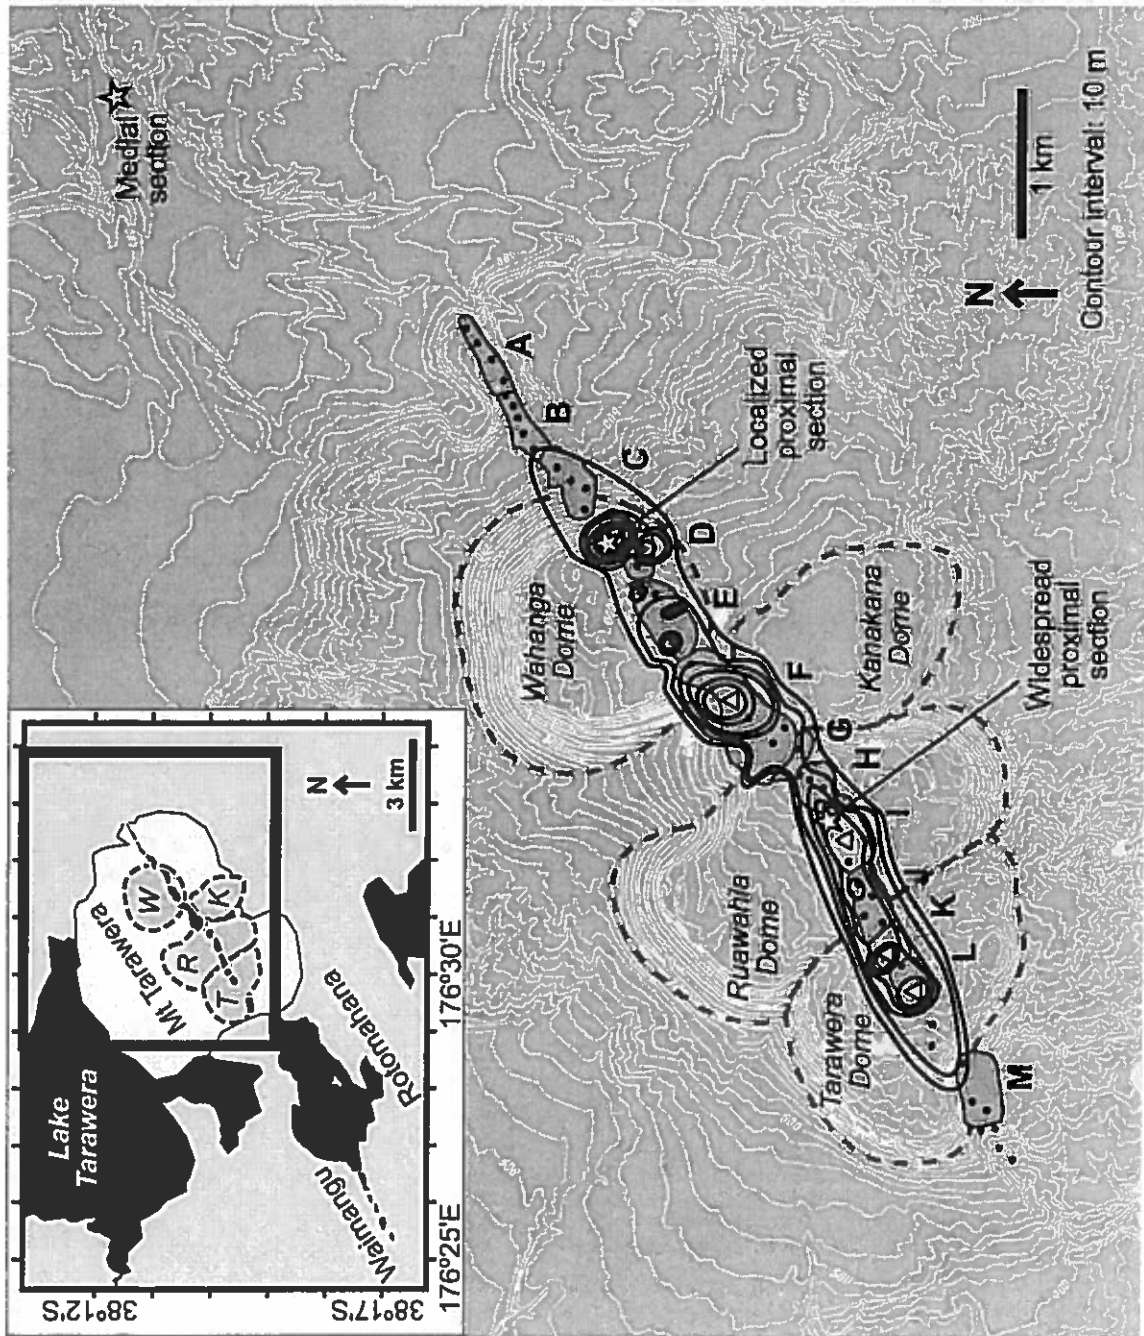 Medial
section
N
1 km
Contour interval: 10 m
A
B
C
D
E
F
G
H
I
J
K
L
M
Localized
proximal
section
Widespread
proximal
section
Wahanga
Dome
Kanakana
Dome
Ruawahia
Dome
Tarawera
Dome
Lake
Tarawera
Mt Tarawera
W
R
K
T
N
3 km
Rotomahana
Waimangu
38°12'S
38°17'S
176°25'E
176°30'E